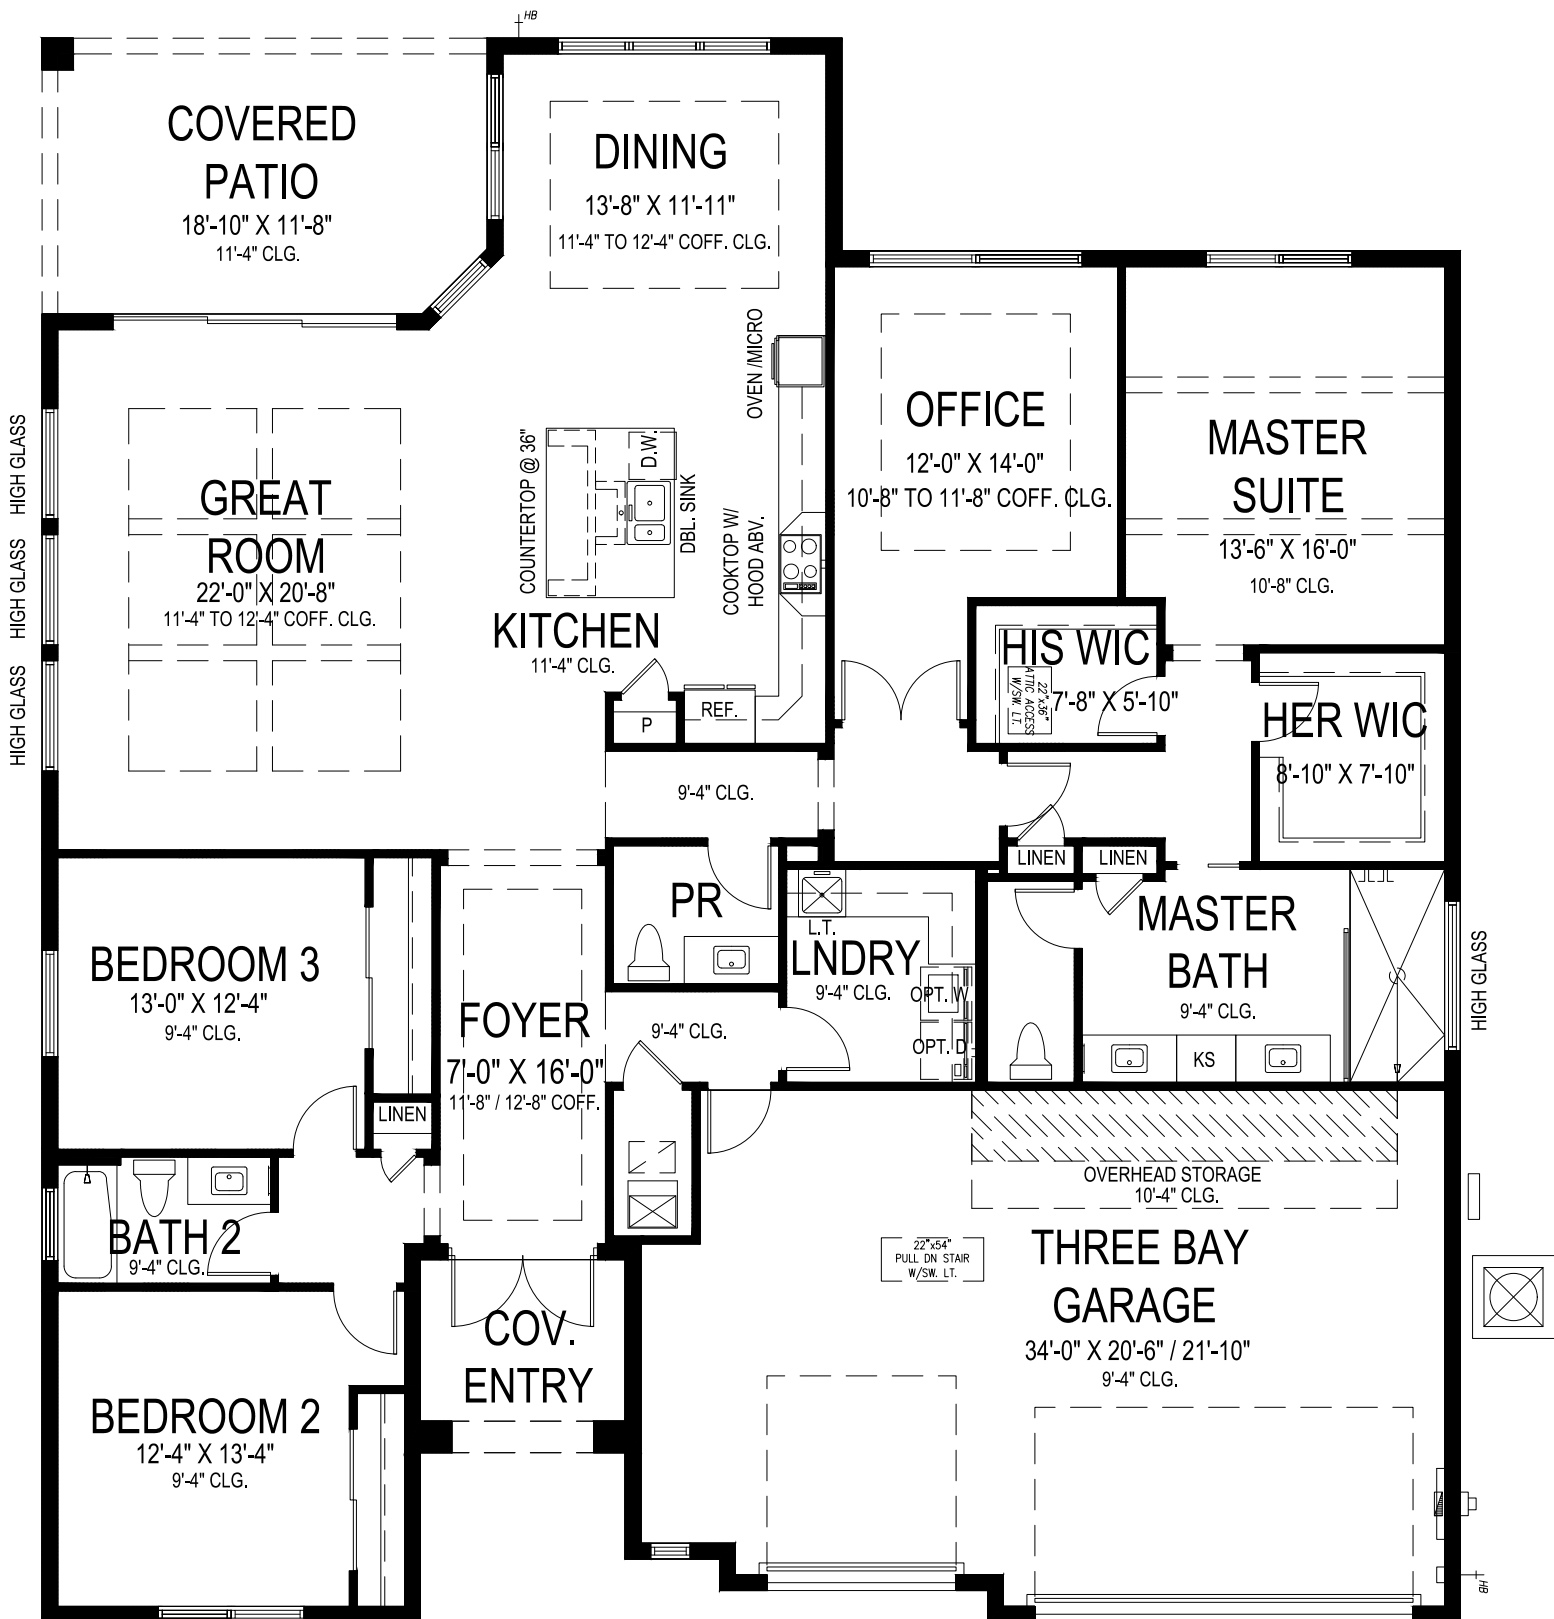 HB
COVERED
PATIO
18'-10" X 11'-8"
11'-4" CLG.
DINING
13'-8" X 11'-11"
11'-4" TO 12'-4" COFF. CLG.
OVEN /MICRO
OFFICE
12'-0" X 14'-0"
10'-8" TO 11'-8" COFF. CLG.
MASTER
SUITE
13'-6" X 16'-0"
10'-8" CLG.
HIGH GLASS
HIGH GLASS
HIGH GLASS
GREAT
ROOM
22'-0" X 20'-8"
11'-4" TO 12'-4" COFF. CLG.
COUNTERTOP @ 36"
D.W.
DBL. SINK
COOKTOP W/
HOOD ABV.
KITCHEN
11'-4" CLG.
P
REF.
HIS WIC
7'-8" X 5'-10"
22"x36"
ATTIC ACCESS
W/SW. LT.
HER WIC
8'-10" X 7'-10"
9'-4" CLG.
LINEN
LINEN
PR
L.T.
LNDRY
9'-4" CLG.
OPT. W
OPT. D
MASTER
BATH
9'-4" CLG.
KS
HIGH GLASS
BEDROOM 3
13'-0" X 12'-4"
9'-4" CLG.
FOYER
7'-0" X 16'-0"
11'-8" / 12'-8" COFF.
9'-4" CLG.
LINEN
BATH 2
9'-4" CLG.
OVERHEAD STORAGE
10'-4" CLG.
22"x54"
PULL DN STAIR
W/SW. LT.
THREE BAY
GARAGE
34'-0" X 20'-6" / 21'-10"
9'-4" CLG.
COV.
ENTRY
BEDROOM 2
12'-4" X 13'-4"
9'-4" CLG.
HB